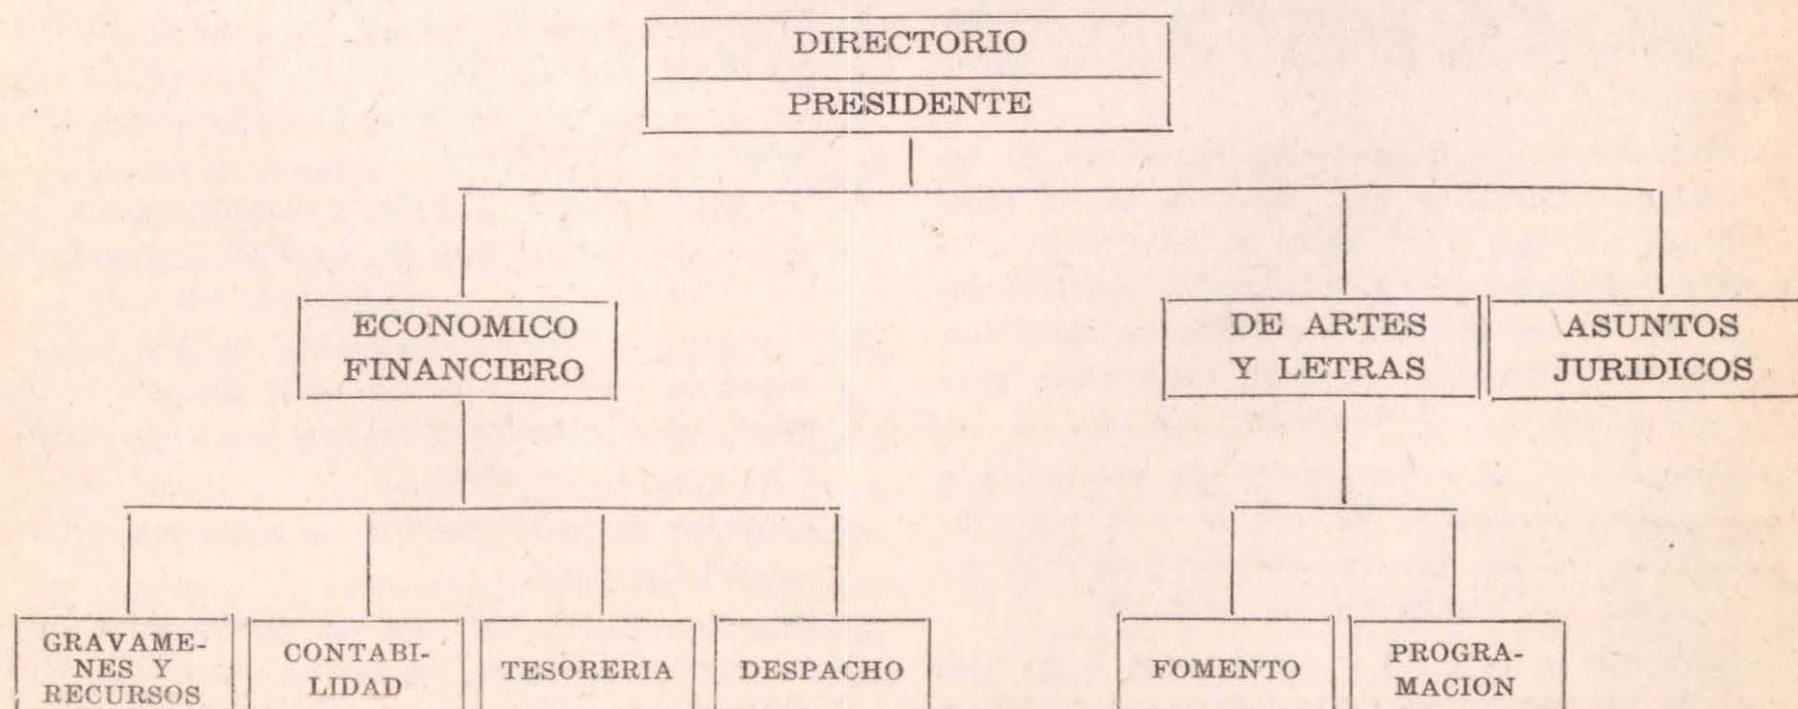 DIRECTORIO
PRESIDENTE
ECONOMICO
FINANCIERO
DE ARTES
Y LETRAS
ASUNTOS
JURIDICOS
GRAVAME-
NES Y
RECURSOS
CONTABI-
LIDAD
TESORERIA
DESPACHO
FOMENTO
PROGRA-
MACION